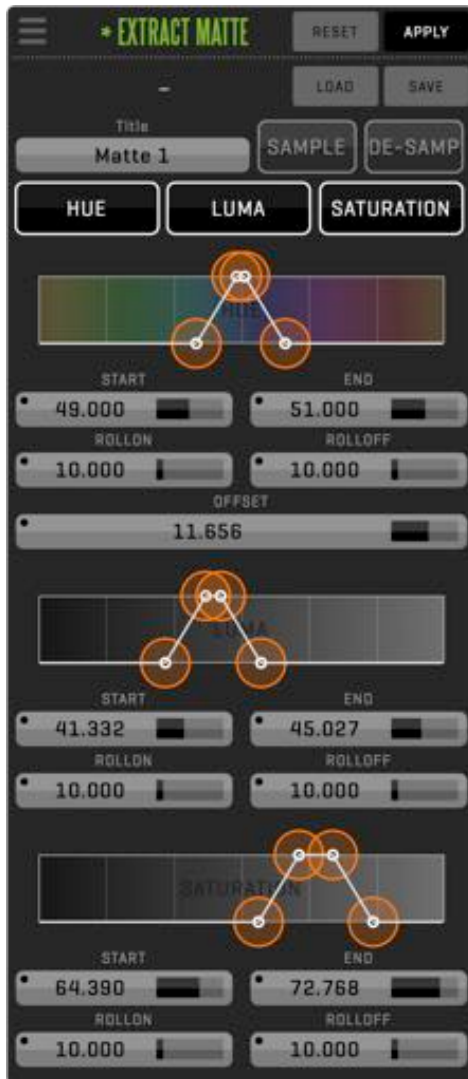 * EXTRACT MATTE RESET APPLY
- LOAD SAVE
Title
Matte 1 SAMPLE DE-SAMP
HUE LUMA SATURATION
HUE
START END
49.000 51.000
ROLLON ROLLOFF
10.000 10.000
OFFSET
11.656
LUMA
START END
41.332 45.027
ROLLON ROLLOFF
10.000 10.000
SATURATION
START END
64.390 72.768
ROLLON ROLLOFF
10.000 10.000